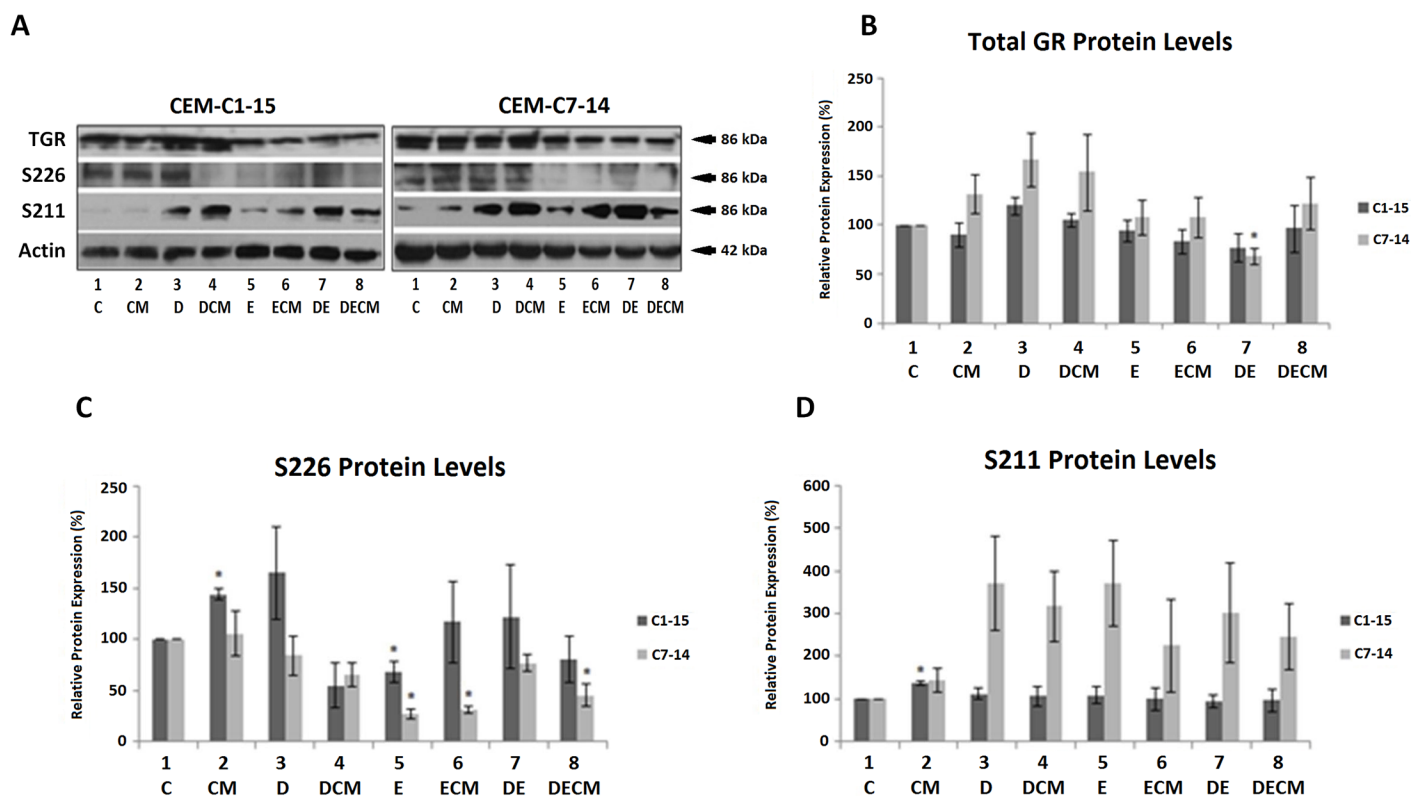 A
CEM-C1-15 CEM-C7-14
TGR 86 kDa
S226 86 kDa
S211 86 kDa
Actin 42 kDa
1 2 3 4 5 6 7 8 1 2 3 4 5 6 7 8
C CM D DCM E ECM DE DECM C CM D DCM E ECM DE DECM
B
Total GR Protein Levels
Relative Protein Expression (%)
250
200
150
100
50
0
*
C1-15
C7-14
1 2 3 4 5 6 7 8
C CM D DCM E ECM DE DECM
C
S226 Protein Levels
Relative Protein Expression (%)
250
200
150
100
50
0
* * * * *
C1-15
C7-14
1 2 3 4 5 6 7 8
C CM D DCM E ECM DE DECM
D
S211 Protein Levels
Relative Protein Expression (%)
600
500
400
300
200
100
0
*
C1-15
C7-14
1 2 3 4 5 6 7 8
C CM D DCM E ECM DE DECM